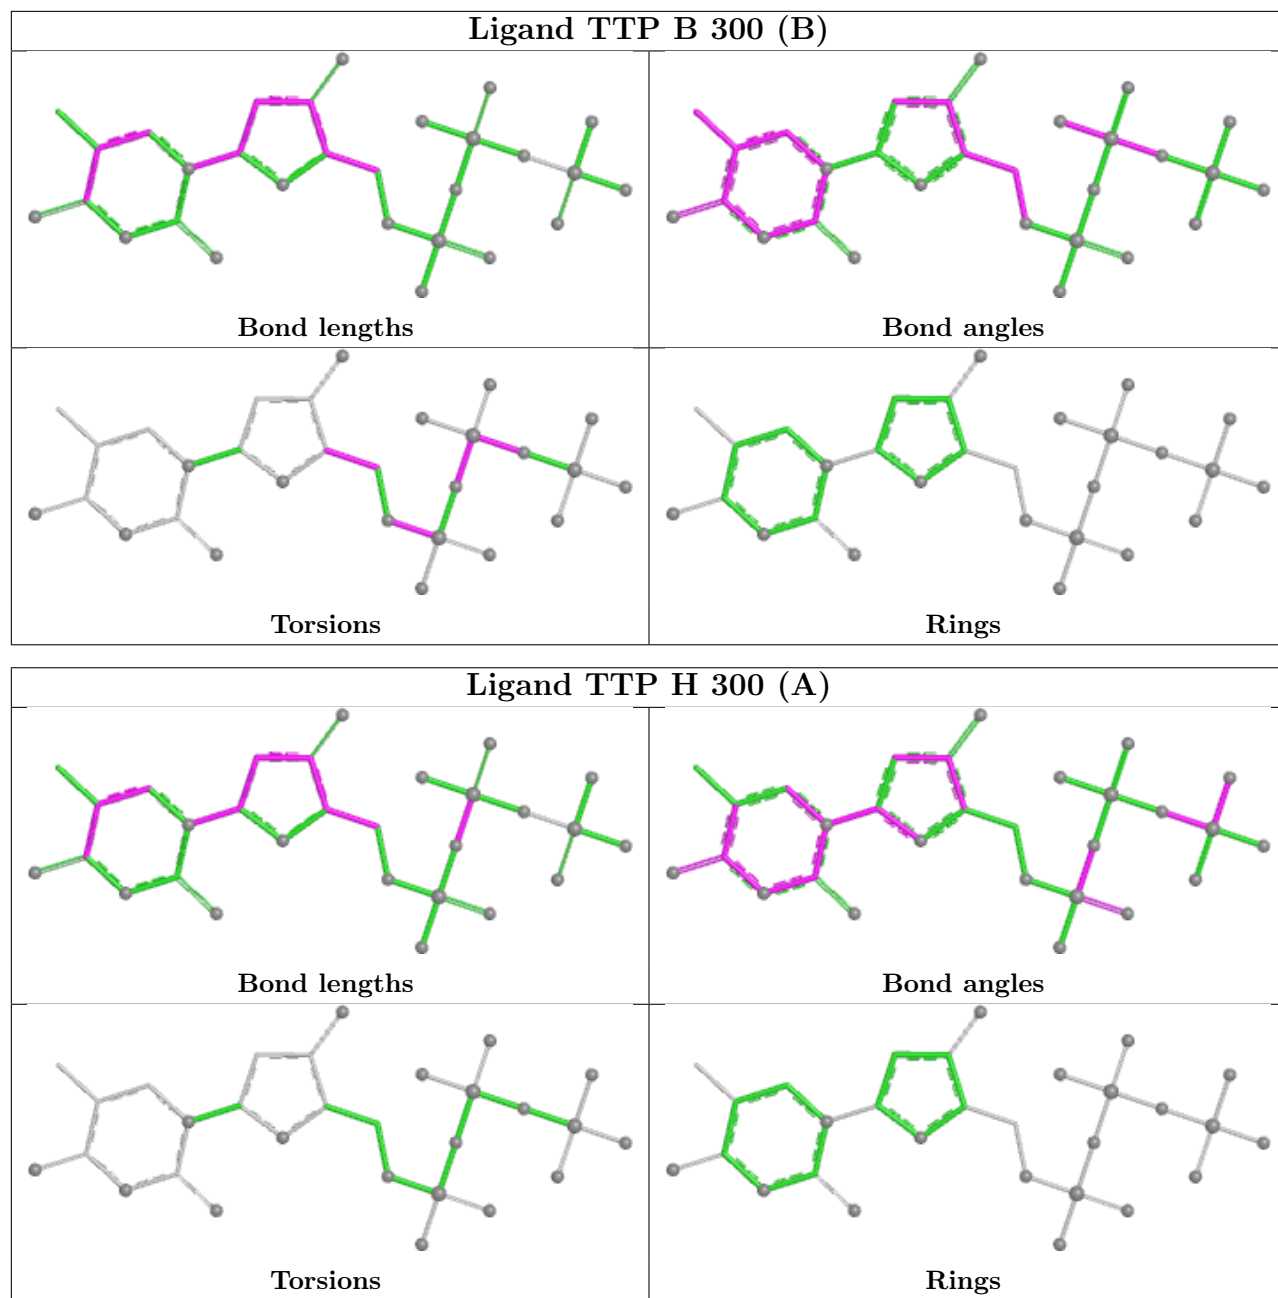 Ligand TTP B 300 (B)
Bond lengths
Bond angles
Torsions
Rings
Ligand TTP H 300 (A)
Bond lengths
Bond angles
Torsions
Rings